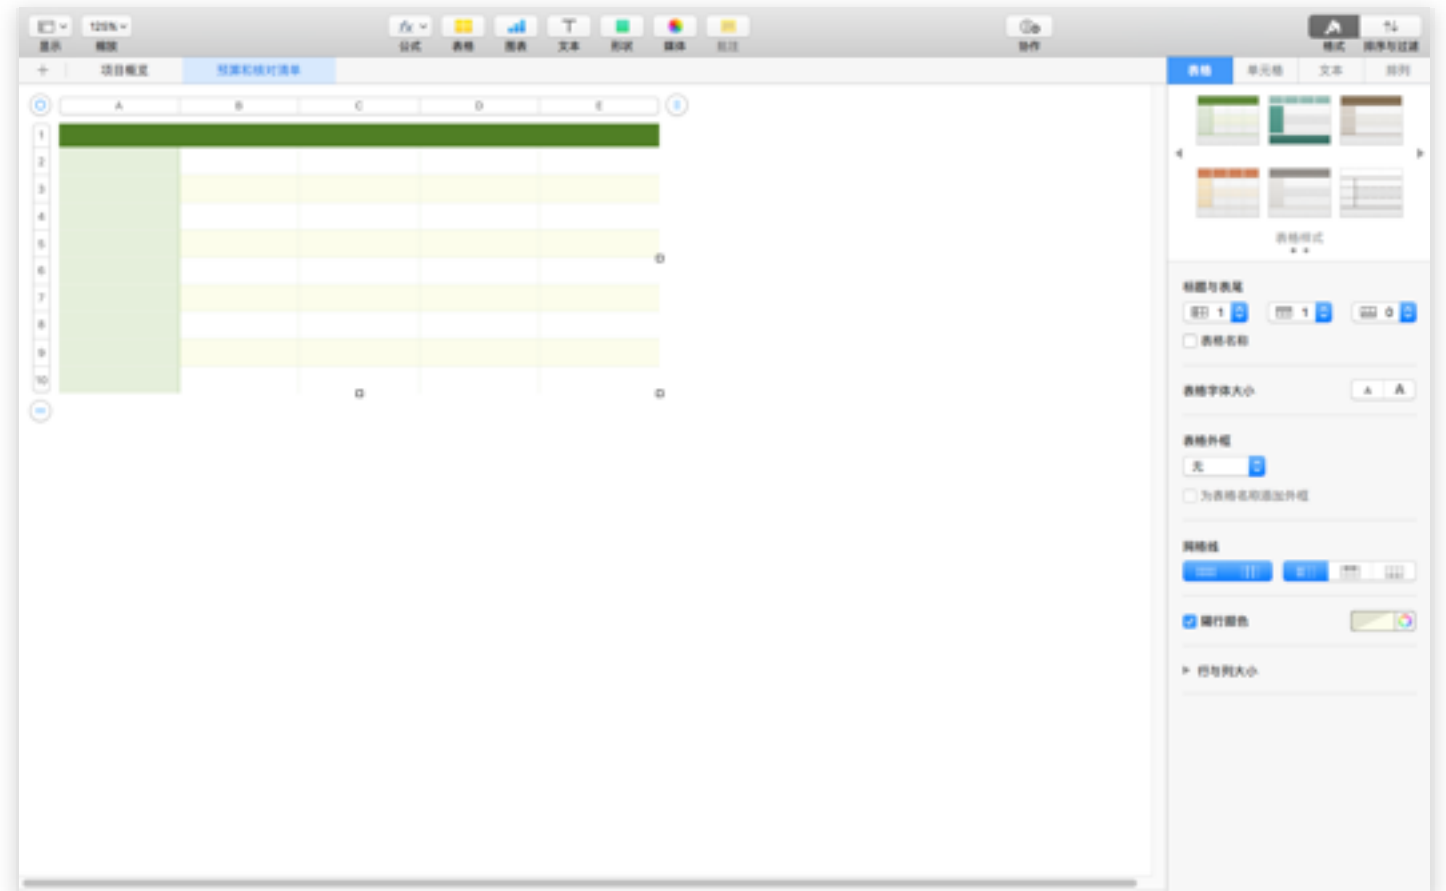 125%
显示 缩放 公式 表格 图表 文本 形状 媒体 批注 协作 格式 排序与过滤
+ 项目概览 预算和核对清单
表格 单元格 文本 排列
A B C D E
1
2
3
4
5
6
7
8
9
10
表格样式
标题与表尾
1 1 0
表格名称
表格字体大小 A A
表格外框
无
为表格名称添加外框
网格线
隔行颜色
行与列大小